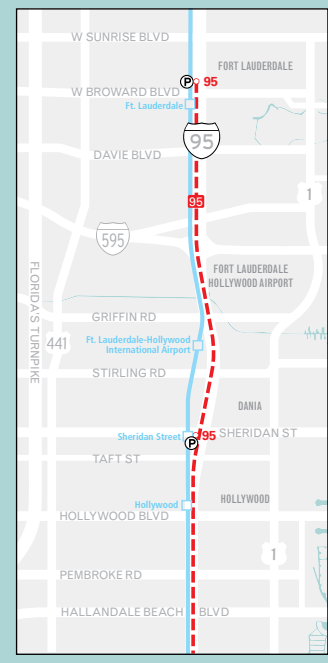 W SUNRISE BLVD
FORT LAUDERDALE
P 95
W BROWARD BLVD
Ft. Lauderdale
95
DAVIE BLVD
1
95
595
FORT LAUDERDALE
HOLLYWOOD AIRPORT
FLORIDA'S TURNPIKE
GRIFFIN RD
441
Ft. Lauderdale-Hollywood
International Airport
STIRLING RD
DANIA
Sheridan Street
P 95
SHERIDAN ST
TAFT ST
HOLLYWOOD
Hollywood
HOLLYWOOD BLVD
1
PEMBROKE RD
HALLANDALE BEACH BLVD